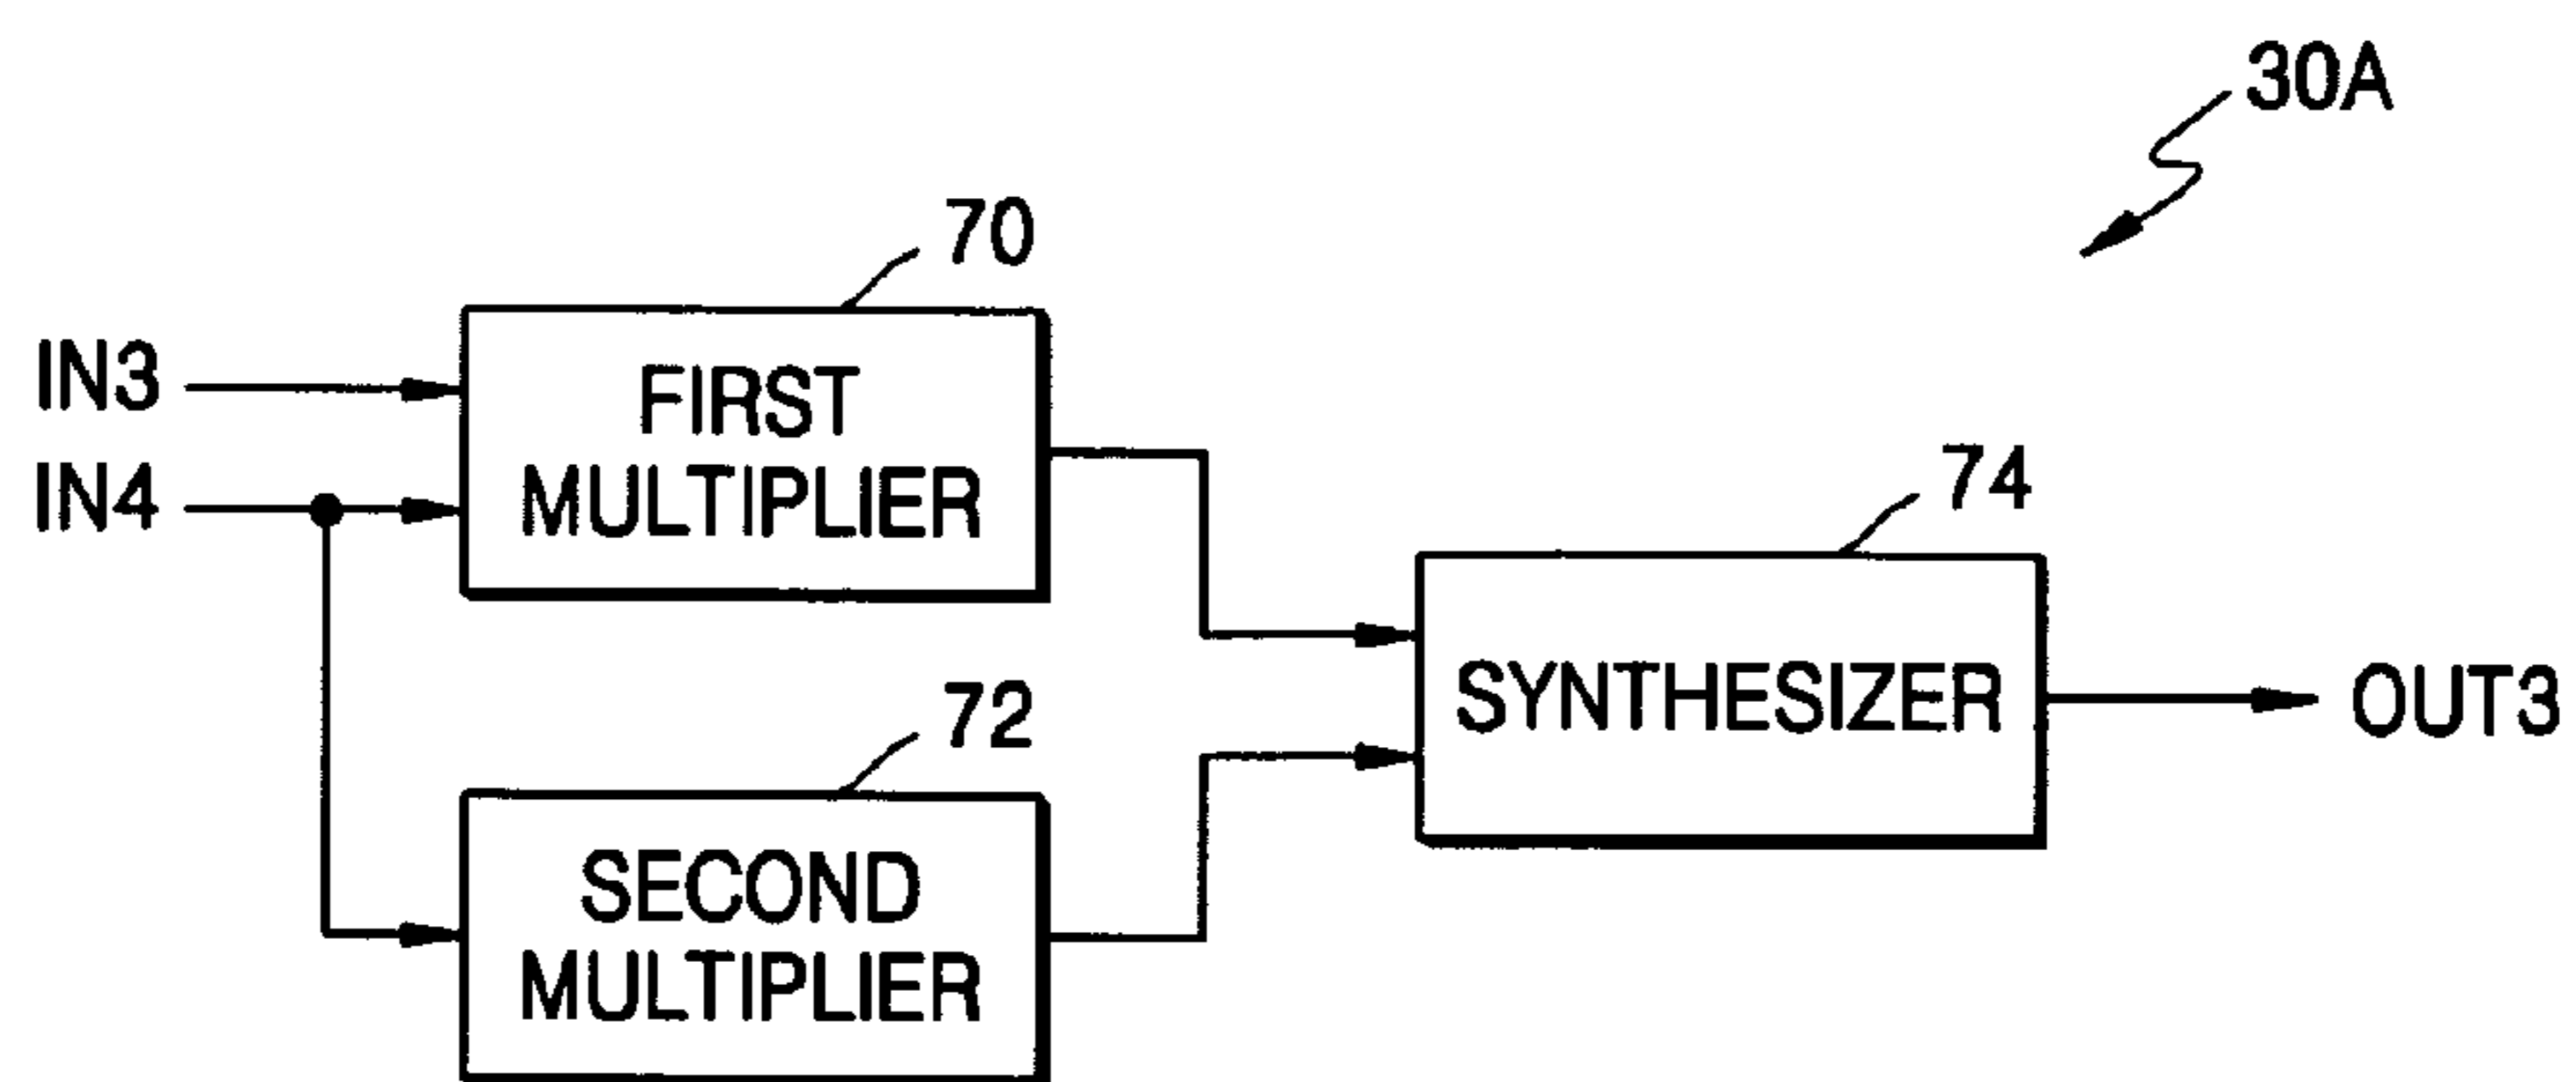 30A
70
IN3
FIRST
MULTIPLIER
IN4
74
SYNTHESIZER
OUT3
72
SECOND
MULTIPLIER